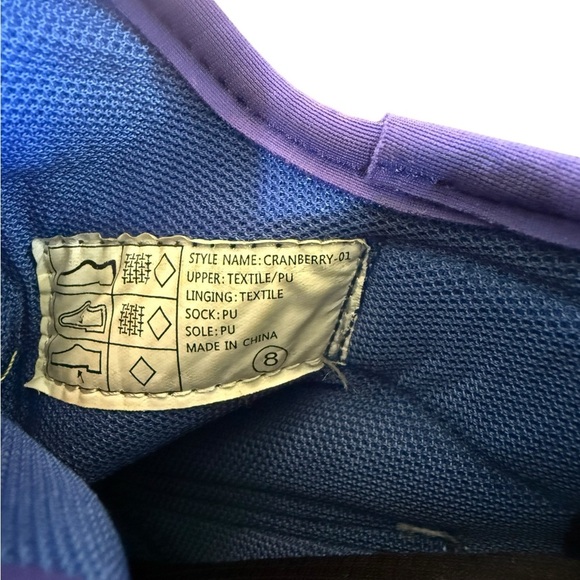 STYLE NAME: CRANBERRY-01
UPPER: TEXTILE/PU
LINGING: TEXTILE
SOCK: PU
SOLE: PU
MADE IN CHINA
8